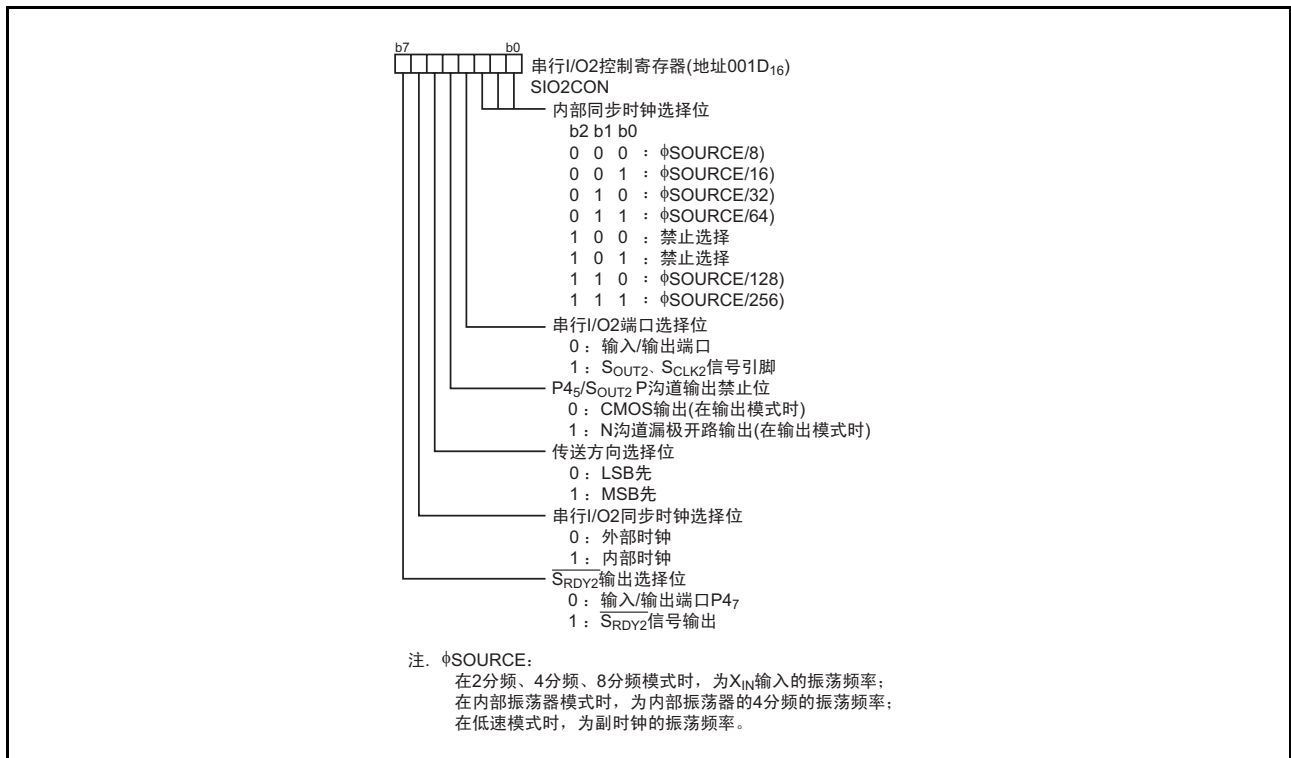 b7 b0
串行I/O2控制寄存器(地址001D16)
SIO2CON
内部同步时钟选择位
b2 b1 b0
0 0 0 : ϕSOURCE/8)
0 0 1 : ϕSOURCE/16)
0 1 0 : ϕSOURCE/32)
0 1 1 : ϕSOURCE/64)
1 0 0 : 禁止选择
1 0 1 : 禁止选择
1 1 0 : ϕSOURCE/128)
1 1 1 : ϕSOURCE/256)
串行I/O2端口选择位
0 : 输入/输出端口
1 : SOUT2、SCLK2信号引脚
P45/SOUT2 P沟道输出禁止位
0 : CMOS输出(在输出模式时)
1 : N沟道漏极开路输出(在输出模式时)
传送方向选择位
0 : LSB先
1 : MSB先
串行I/O2同步时钟选择位
0 : 外部时钟
1 : 内部时钟
SRDY2输出选择位
0 : 输入/输出端口P47
1 : SRDY2信号输出
注. ϕSOURCE:
在2分频、4分频、8分频模式时，为XIN输入的振荡频率；
在内部振荡器模式时，为内部振荡器的4分频的振荡频率；
在低速模式时，为副时钟的振荡频率。